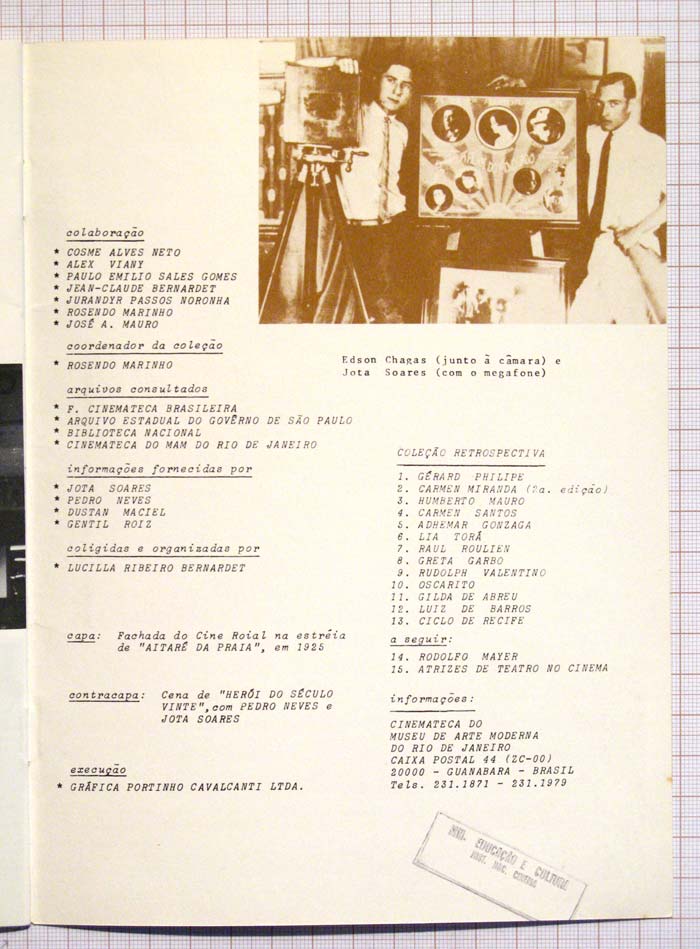 colaboração
* COSME ALVES NETO
* ALEX VIANY
* PAULO EMILIO SALES GOMES
* JEAN-CLAUDE BERNARDET
* JURANDYR PASSOS NORONHA
* ROSENDO MARINHO
* JOSÉ A. MAURO
coordenador da coleção
* ROSENDO MARINHO
arquivos consultados
* F. CINEMATECA BRASILEIRA
* ARQUIVO ESTADUAL DO GOVÊRNO DE SÃO PAULO
* BIBLIOTECA NACIONAL
* CINEMATECA DO MAM DO RIO DE JANEIRO
informações fornecidas por
* JOTA SOARES
* PEDRO NEVES
* DUSTAN MACIEL
* GENTIL ROIZ
coligidas e organizadas por
* LUCILLA RIBEIRO BERNARDET
capa: Fachada do Cine Roial na estréia
de "AITARÉ DA PRAIA", em 1925
contracapa: Cena de "HERÓI DO SÉCULO
VINTE", com PEDRO NEVES e
JOTA SOARES
execução
* GRÁFICA PORTINHO CAVALCANTI LTDA.
Edson Chagas (junto à câmara) e
Jota Soares (com o megafone)
COLEÇÃO RETROSPECTIVA
1. GÉRARD PHILIPE
2. CARMEN MIRANDA (2a. edição)
3. HUMBERTO MAURO
4. CARMEN SANTOS
5. ADHEMAR GONZAGA
6. LIA TORÁ
7. RAUL ROULIEN
8. GRETA GARBO
9. RUDOLPH VALENTINO
10. OSCARITO
11. GILDA DE ABREU
12. LUIZ DE BARROS
13. CICLO DE RECIFE
a seguir:
14. RODOLFO MAYER
15. ATRIZES DE TEATRO NO CINEMA
informações:
CINEMATECA DO
MUSEU DE ARTE MODERNA
DO RIO DE JANEIRO
CAIXA POSTAL 44 (ZC-00)
20000 - GUANABARA - BRASIL
Tels. 231.1871 - 231.1979
EDUCAÇÃO E CULTURA